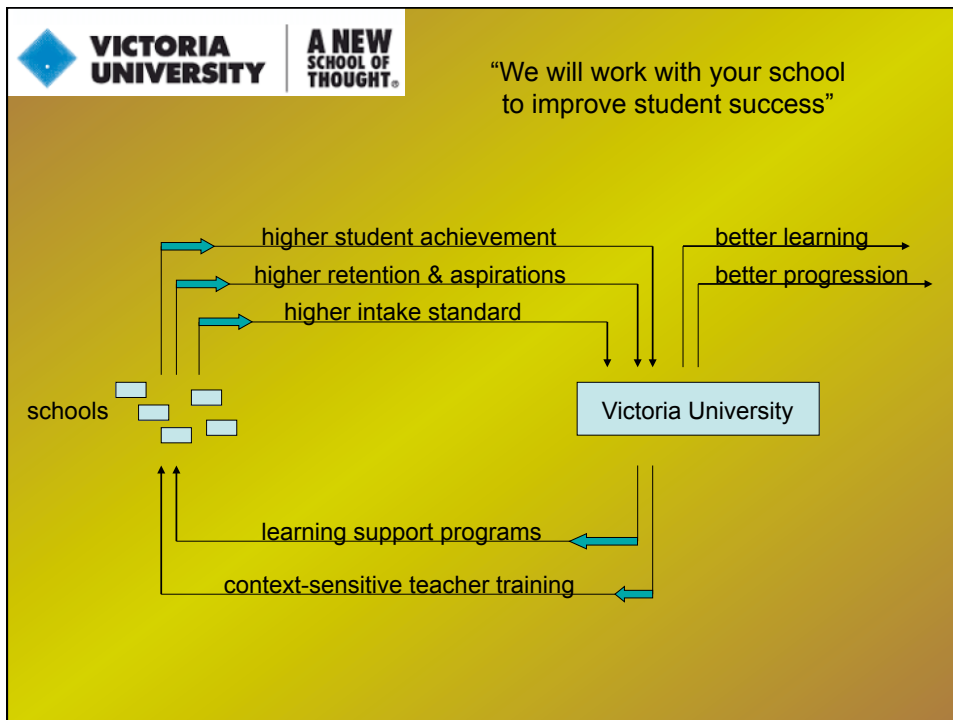 VICTORIA
UNIVERSITY
A NEW
SCHOOL OF
THOUGHT®
“We will work with your school
to improve student success”
higher student achievement
better learning
higher retention & aspirations
better progression
higher intake standard
schools
Victoria University
learning support programs
context-sensitive teacher training